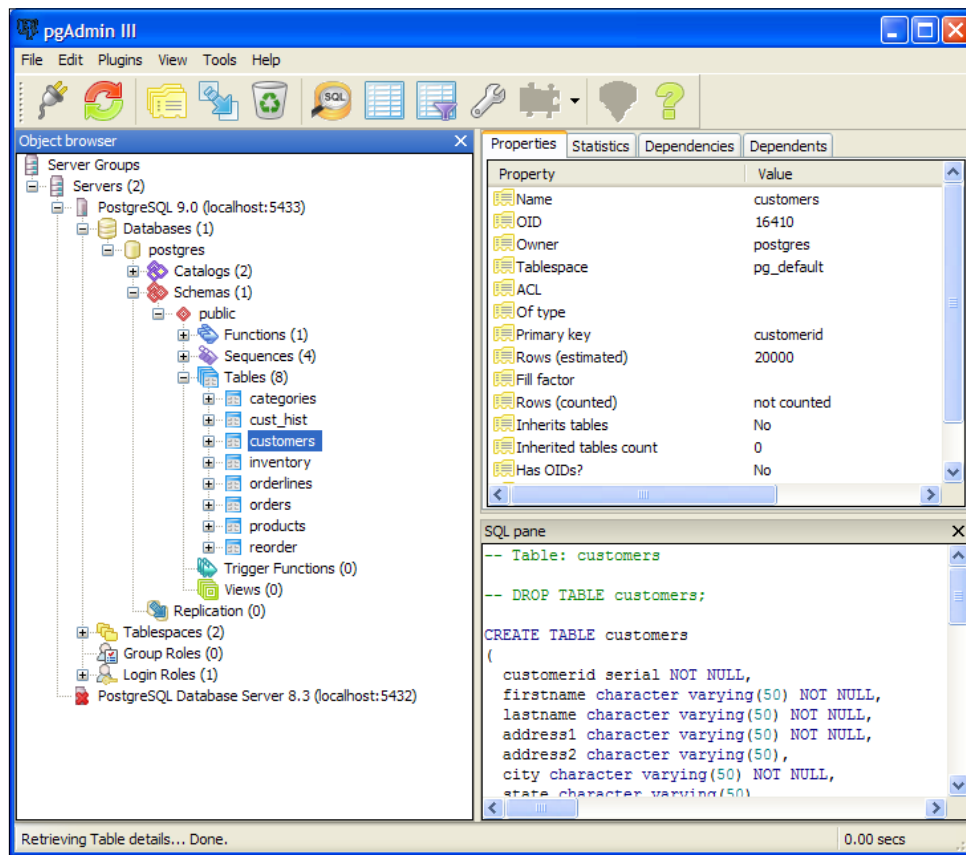 pgAdmin III
File Edit Plugins View Tools Help
SQL
Object browser
Server Groups
Servers (2)
PostgreSQL 9.0 (localhost:5433)
Databases (1)
postgres
Catalogs (2)
Schemas (1)
public
Functions (1)
Sequences (4)
Tables (8)
categories
cust_hist
customers
inventory
orderlines
orders
products
reorder
Trigger Functions (0)
Views (0)
Replication (0)
Tablespaces (2)
Group Roles (0)
Login Roles (1)
PostgreSQL Database Server 8.3 (localhost:5432)
Properties Statistics Dependencies Dependents
Property Value
Name customers
OID 16410
Owner postgres
Tablespace pg_default
ACL
Of type
Primary key customerid
Rows (estimated) 20000
Fill factor
Rows (counted) not counted
Inherits tables No
Inherited tables count 0
Has OIDs? No
SQL pane
-- Table: customers
-- DROP TABLE customers;
CREATE TABLE customers
(
customerid serial NOT NULL,
firstname character varying(50) NOT NULL,
lastname character varying(50) NOT NULL,
address1 character varying(50) NOT NULL,
address2 character varying(50),
city character varying(50) NOT NULL,
state character varying(50)
Retrieving Table details... Done.
0.00 secs